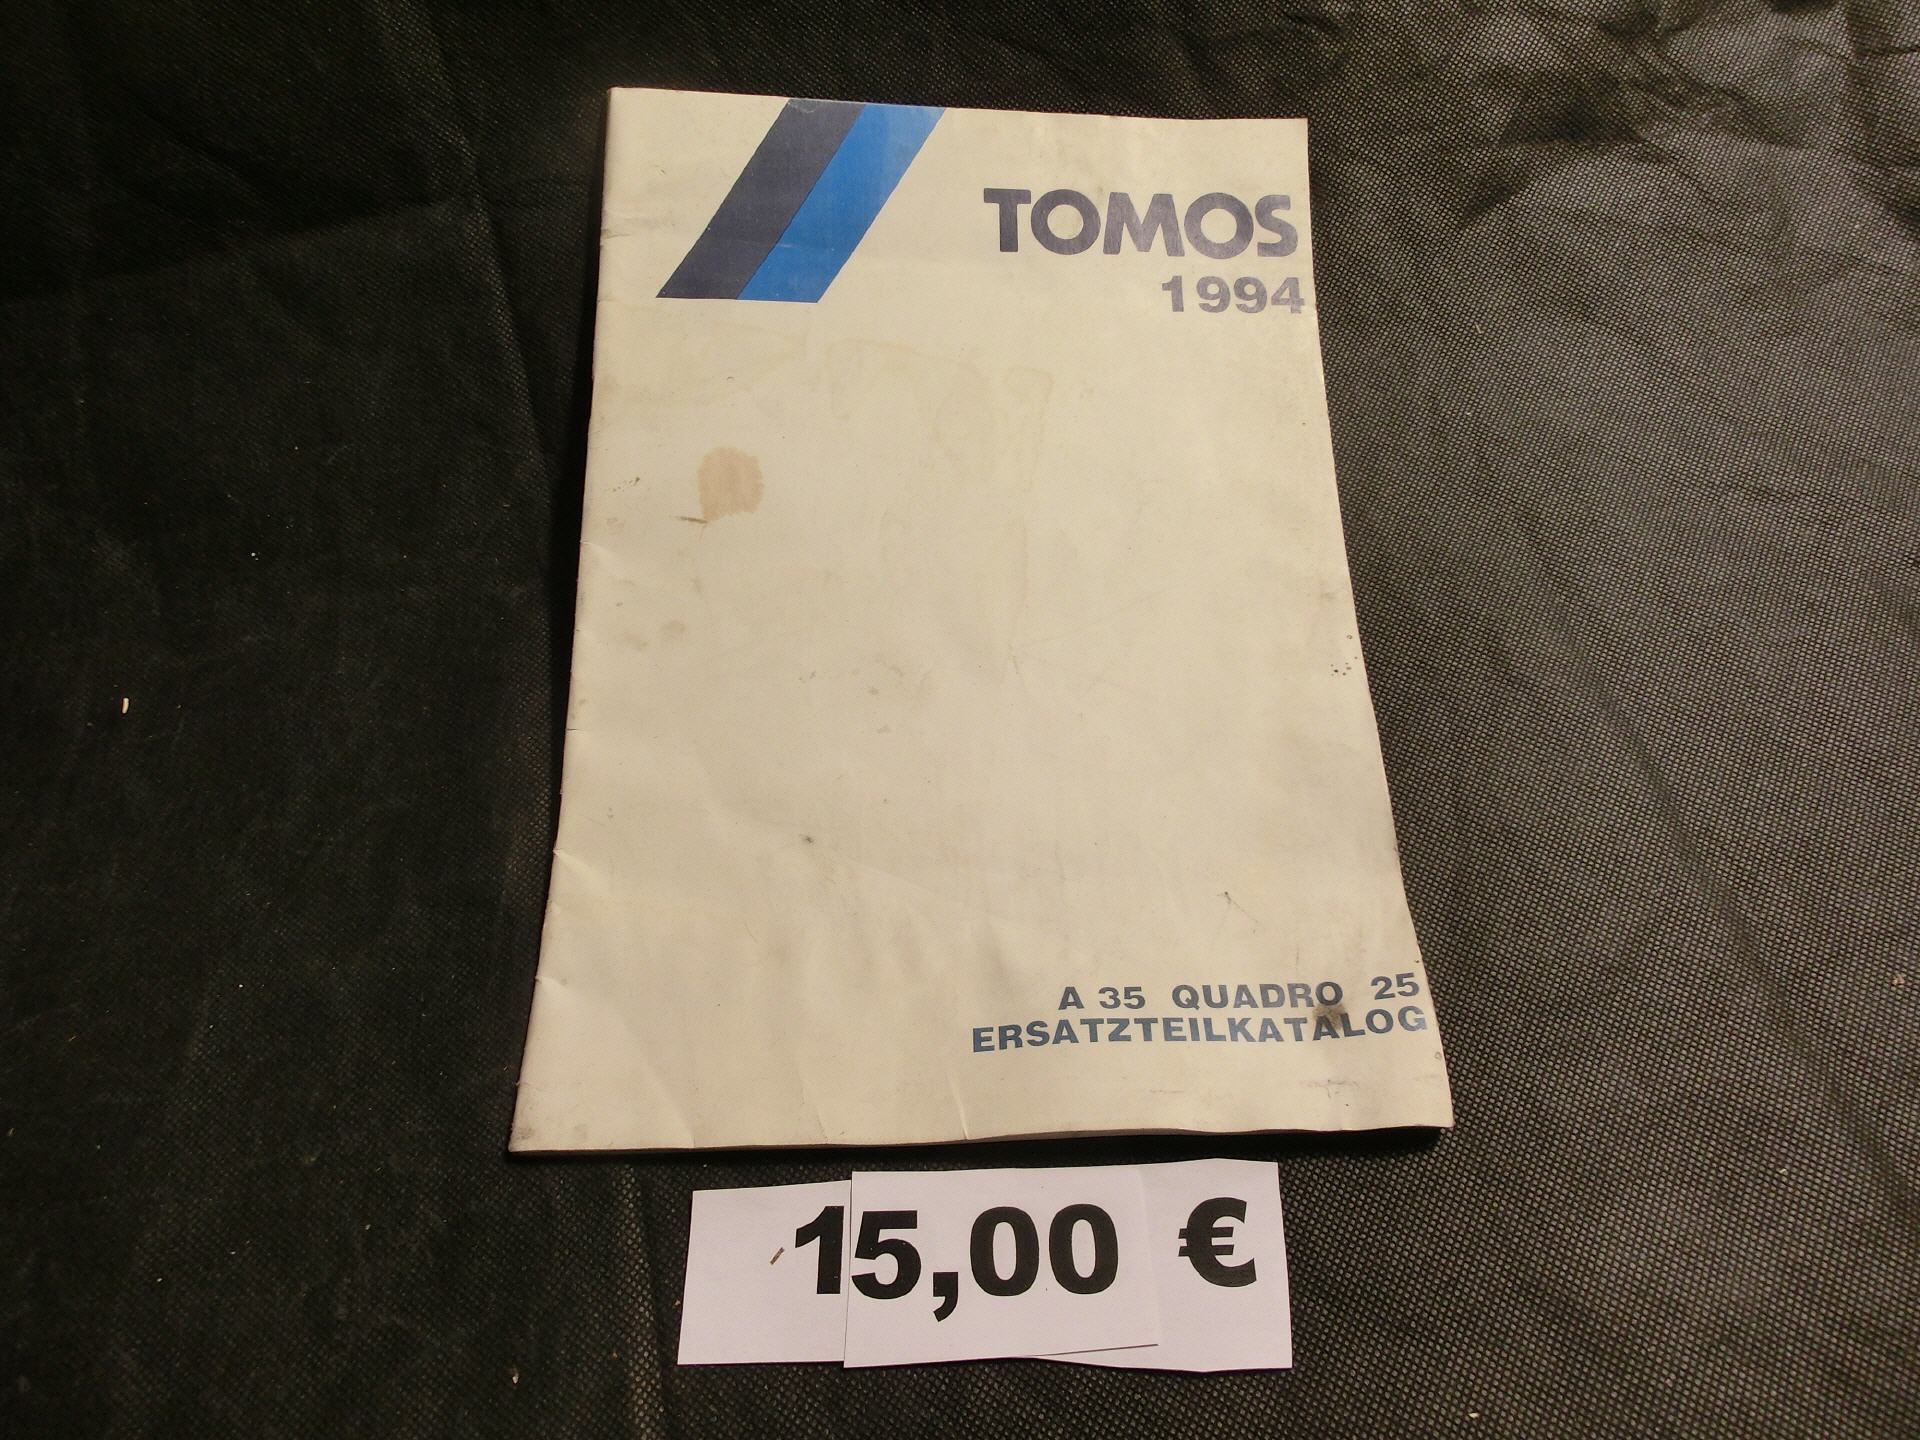 TOMOS
1994
A 35 QUADRO 25
ERSATZTEILKATALOG
15,00 €